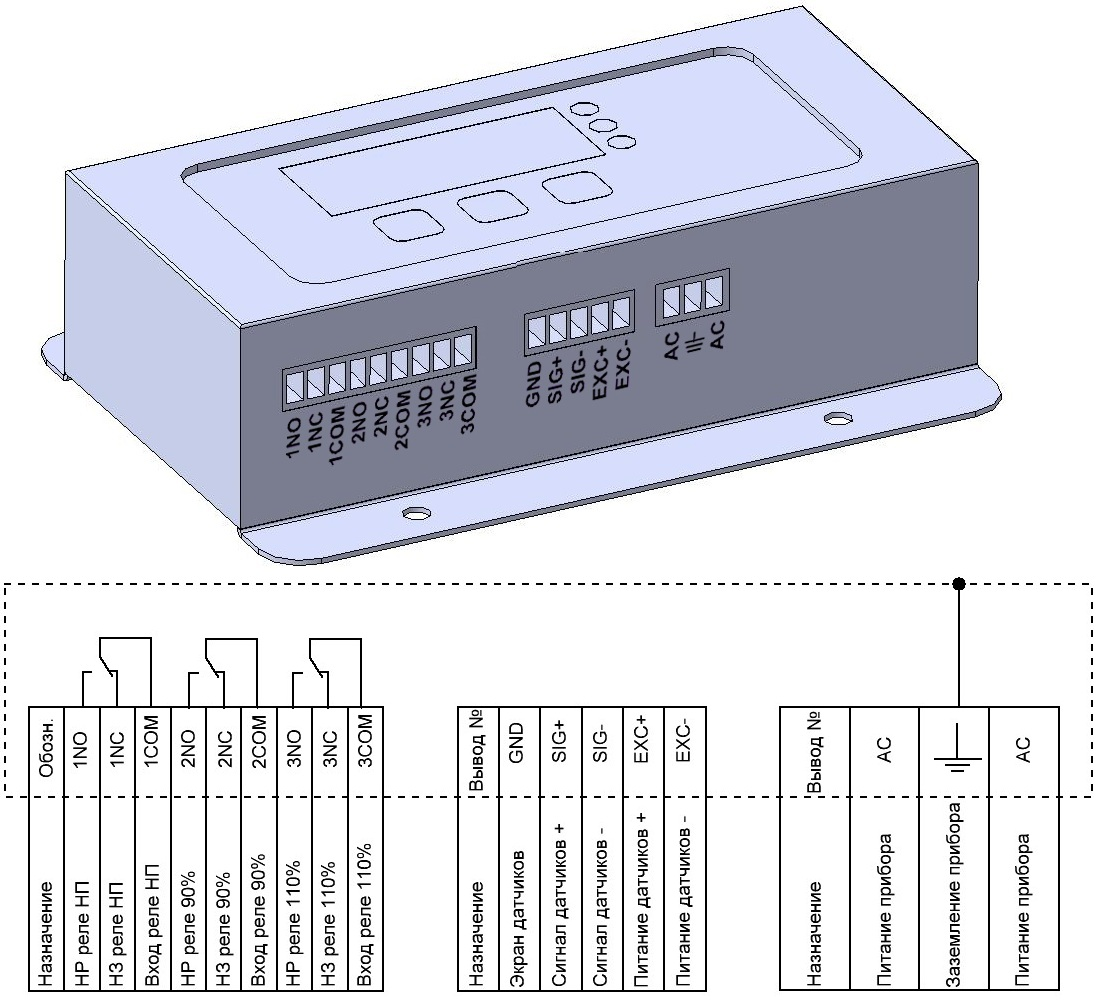 1NO
1NC
1COM
2NO
2NC
2COM
3NO
3NC
3COM
GND
SIG+
SIG-
EXC+
EXC-
AC
AC
Обозн.
1NO
1NC
1COM
2NO
2NC
2COM
3NO
3NC
3COM
Назначение
НР реле НП
НЗ реле НП
Вход реле НП
НР реле 90%
НЗ реле 90%
Вход реле 90%
НР реле 110%
НЗ реле 110%
Вход реле 110%
Вывод №
GND
SIG+
SIG-
EXC+
EXC-
Назначение
Экран датчиков
Сигнал датчиков +
Сигнал датчиков -
Питание датчиков +
Питание датчиков -
Вывод №
AC
AC
Назначение
Питание прибора
Заземление прибора
Питание прибора